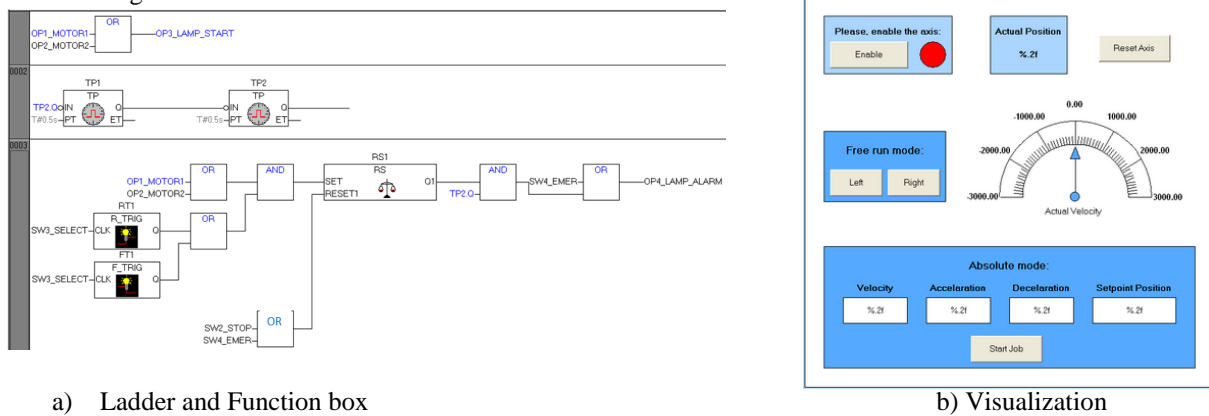 OR
OP1_MOTOR1
OP2_MOTOR2
OP3_LAMP_START
0002
TP1
TP2
TP
TP
TP2.Q
IN
Q
IN
Q
T#0.5s
PT
ET
T#0.5s
PT
ET
0003
RS1
OR
AND
RS
AND
OR
OP1_MOTOR1
OP2_MOTOR2
SET
RESET1
Q1
TP2.Q
SW4_EMER
OP4_LAMP_ALARM
RT1
R_TRIG
OR
SW3_SELECT
CLK
Q
FT1
F_TRIG
SW3_SELECT
CLK
Q
OR
SW2_STOP
SW4_EMER
a) Ladder and Function box
Please, enable the axis:
Enable
Actual Position
%.2f
Reset Axis
0.00
-1000.00
1000.00
-2000.00
2000.00
-3000.00
3000.00
Actual Velocity
Free run mode:
Left
Right
Absolute mode:
Velocity
Accelaration
Decelaration
Setpoint Position
%.2f
%.2f
%.2f
%.2f
Start Job
b) Visualization